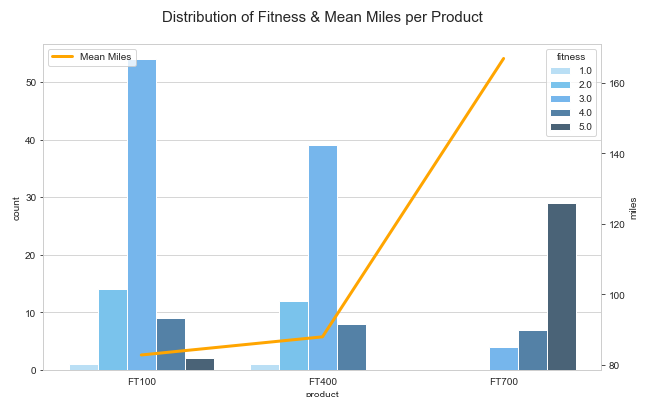 Distribution of Fitness & Mean Miles per Product
Mean Miles
fitness
1.0
2.0
3.0
4.0
5.0
50
40
30
20
10
0
count
160
140
120
100
80
miles
FT100 FT400 FT700
product